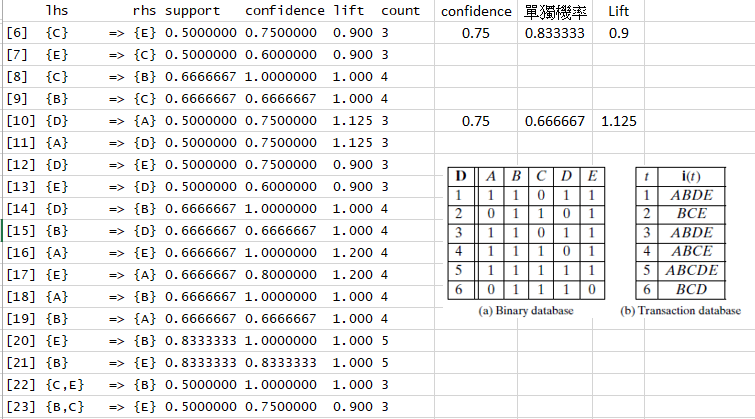 lhs rhs support confidence lift count confidence 單獨機率 Lift
[6] {C} => {E} 0.5000000 0.7500000 0.900 3 0.75 0.833333 0.9
[7] {E} => {C} 0.5000000 0.6000000 0.900 3
[8] {C} => {B} 0.6666667 1.0000000 1.000 4
[9] {B} => {C} 0.6666667 0.6666667 1.000 4
[10] {D} => {A} 0.5000000 0.7500000 1.125 3 0.75 0.666667 1.125
[11] {A} => {D} 0.5000000 0.7500000 1.125 3
[12] {D} => {E} 0.5000000 0.7500000 0.900 3
[13] {E} => {D} 0.5000000 0.6000000 0.900 3
[14] {D} => {B} 0.6666667 1.0000000 1.000 4
[15] {B} => {D} 0.6666667 0.6666667 1.000 4
[16] {A} => {E} 0.6666667 1.0000000 1.200 4
[17] {E} => {A} 0.6666667 0.8000000 1.200 4
[18] {A} => {B} 0.6666667 1.0000000 1.000 4
[19] {B} => {A} 0.6666667 0.6666667 1.000 4
[20] {E} => {B} 0.8333333 1.0000000 1.000 5
[21] {B} => {E} 0.8333333 0.8333333 1.000 5
[22] {C,E} => {B} 0.5000000 1.0000000 1.000 3
[23] {B,C} => {E} 0.5000000 0.7500000 0.900 3
D A B C D E
1 1 1 0 1 1
2 0 1 1 0 1
3 1 1 0 1 1
4 1 1 1 0 1
5 1 1 1 1 1
6 0 1 1 1 0
(a) Binary database
t i(t)
1 ABDE
2 BCE
3 ABDE
4 ABCE
5 ABCDE
6 BCD
(b) Transaction database